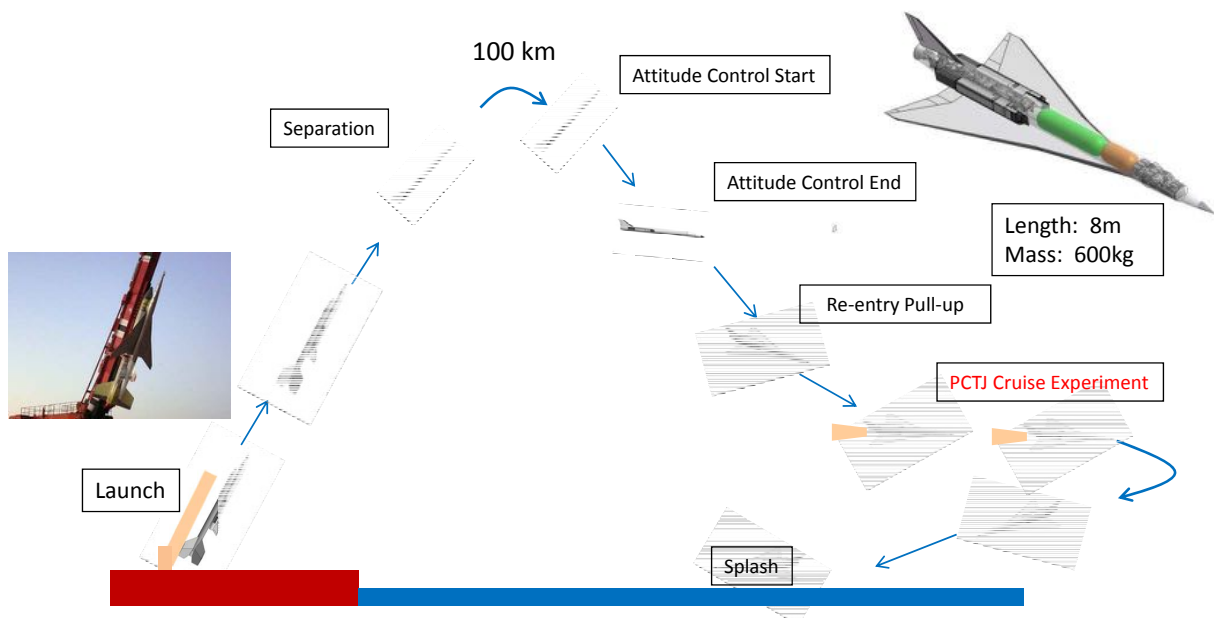 100 km
Attitude Control Start
Separation
Attitude Control End
Length: 8m
Mass: 600kg
Re-entry Pull-up
PCTJ Cruise Experiment
Launch
Splash